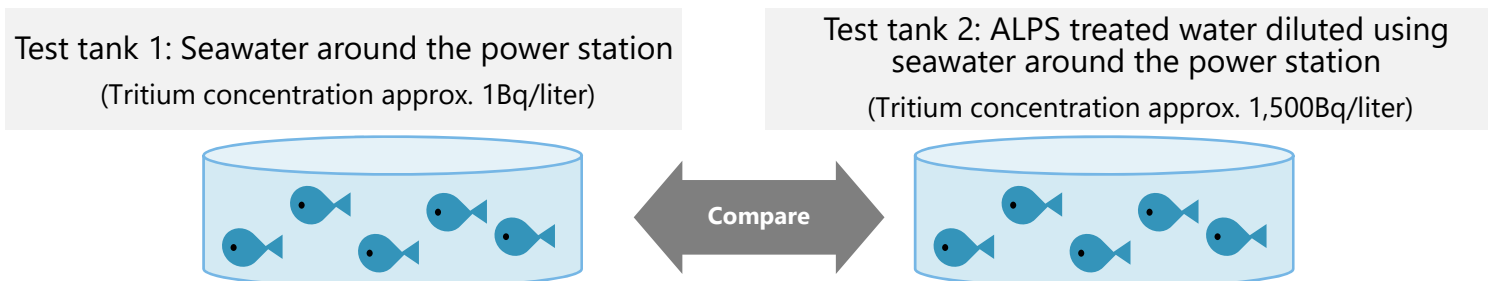 Test tank 1: Seawater around the power station
(Tritium concentration approx. 1Bq/liter)
Test tank 2: ALPS treated water diluted using
seawater around the power station
(Tritium concentration approx. 1,500Bq/liter)
Compare